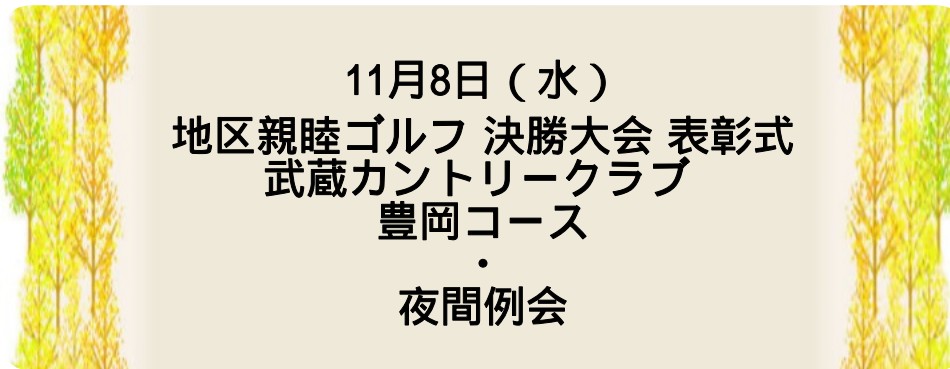 11月8日（水）
地区親睦ゴルフ 決勝大会 表彰式
武蔵カントリークラブ
豊岡コース
・
夜間例会